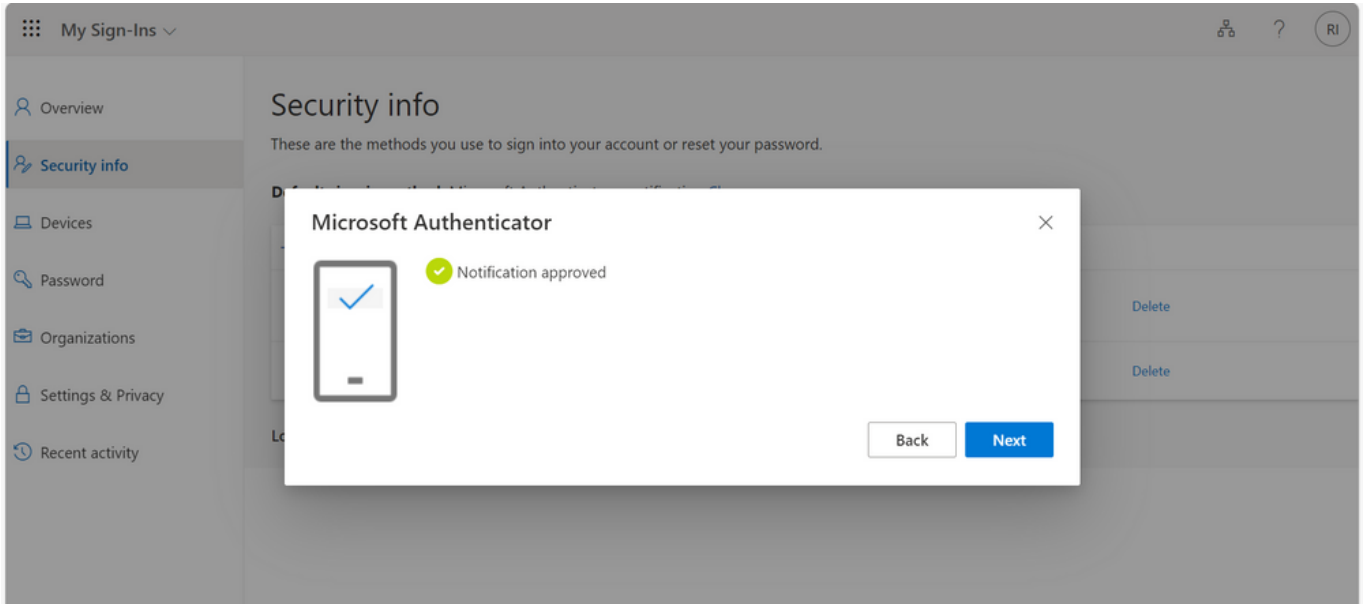 My Sign-Ins
?
RI
Overview
Security info
Devices
Password
Organizations
Settings & Privacy
Recent activity
Security info
These are the methods you use to sign into your account or reset your password.
Microsoft Authenticator
Notification approved
Back
Next
Delete
Delete